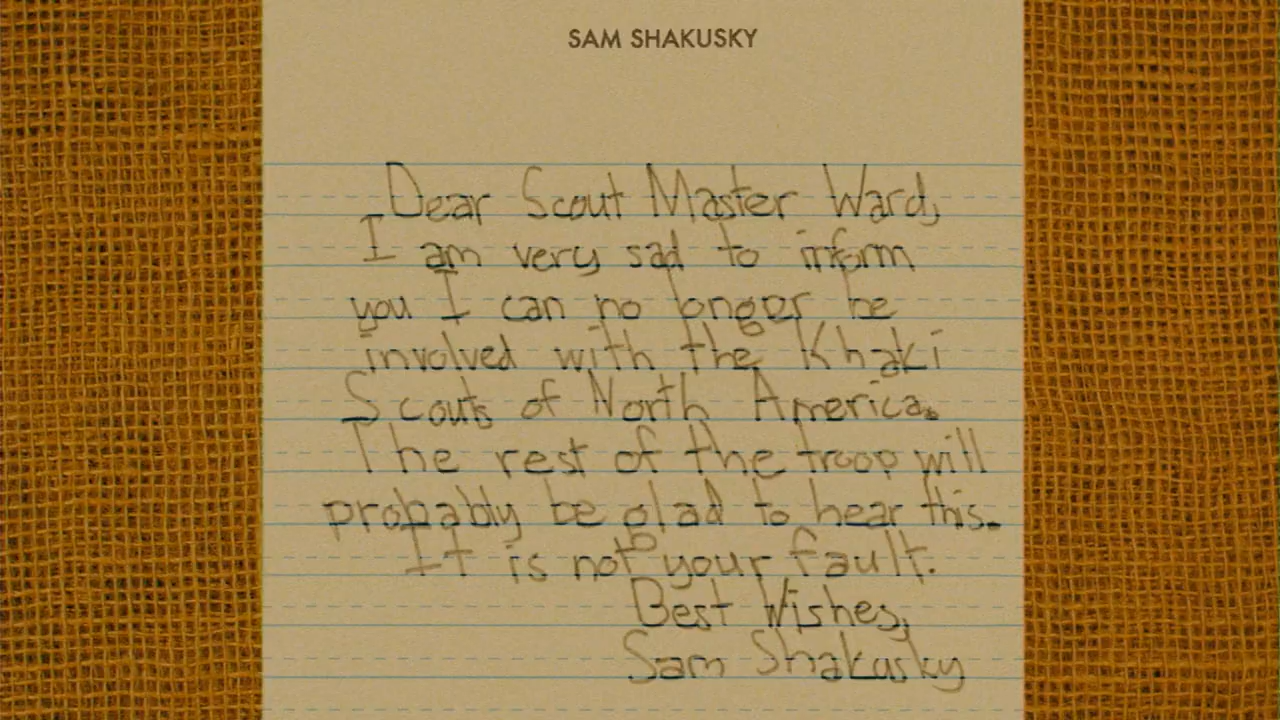 SAM SHAKUSKY
Dear Scout Master Ward,
I am very sad to inform
you I can no longer be
involved with the Khaki
Scouts of North America.
The rest of the troop will
probably be glad to hear this.
It is not your fault.
Best Wishes,
Sam Shakusky